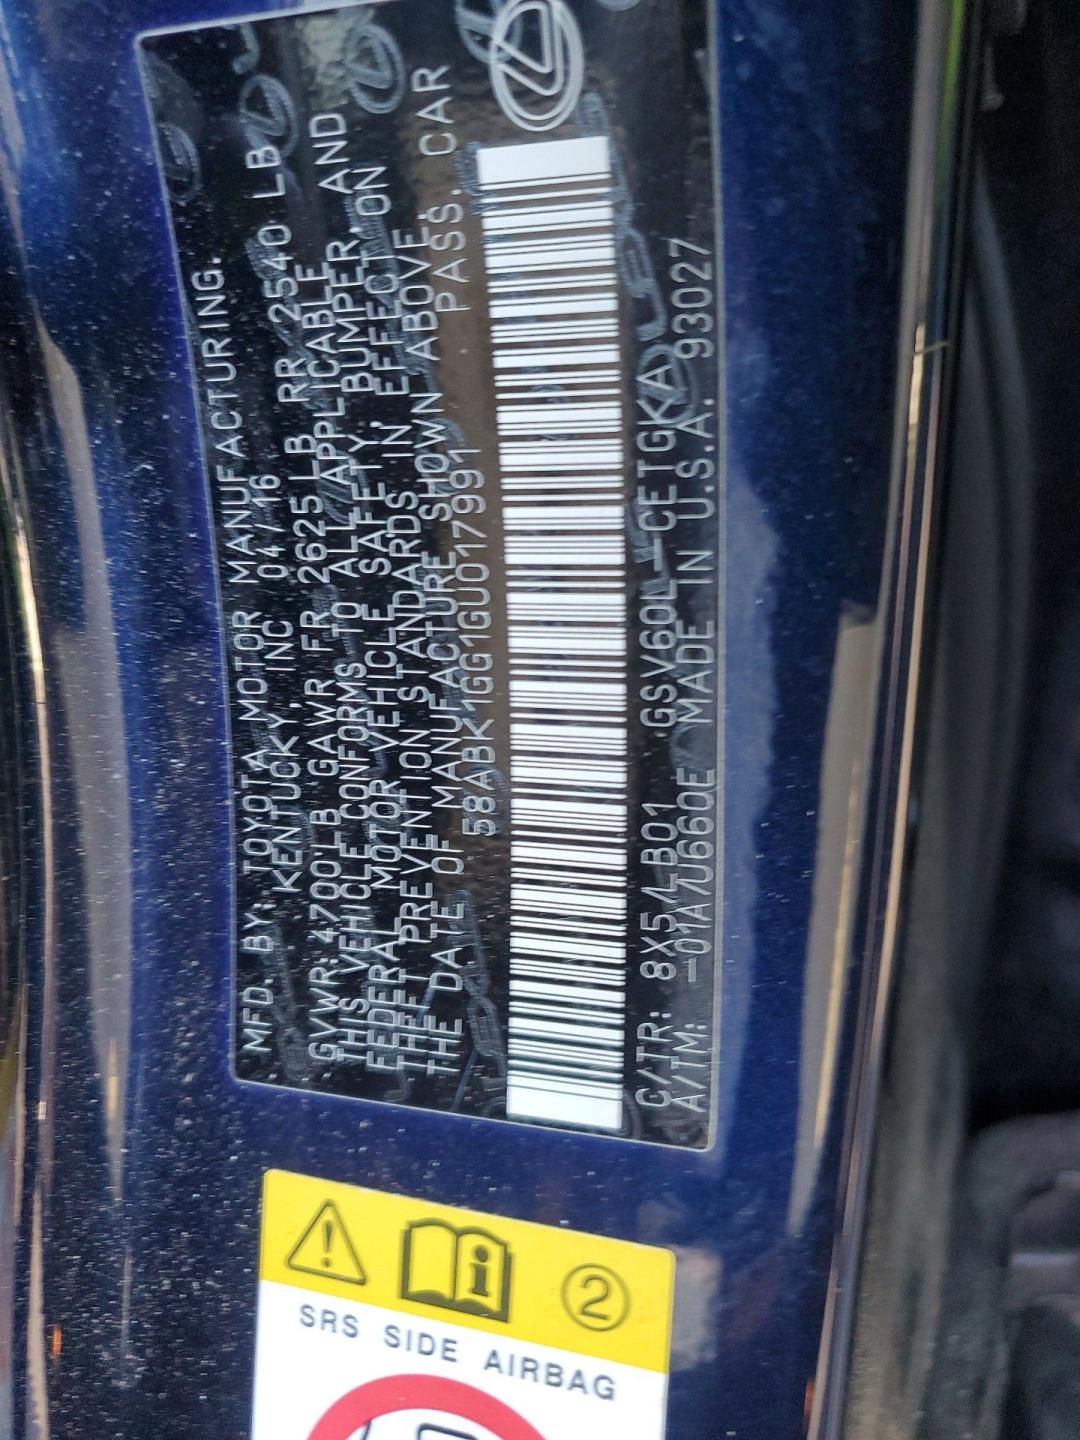 MFD. BY: TOYOTA MOTOR MANUFACTURING.
KENTUCKY, INC 04/16
GVWR: 4700LB GAWR FR 2625LB RR 2540 LB
THIS VEHICLE CONFORMS TO ALL APPLICABLE
FEDERAL MOTOR VEHICLE SAFETY, BUMPER, AND
THEFT PREVENTION STANDARDS IN EFFECT ON
THE DATE OF MANUFACTURE SHOWN ABOVE.
58ABK1GG1GU017991 PASS. CAR
C/TR: 8X5/LB01 GSV60L-CETGKA
A/TM: -01A/U660E MADE IN U.S.A. 93027
2
SRS SIDE AIRBAG